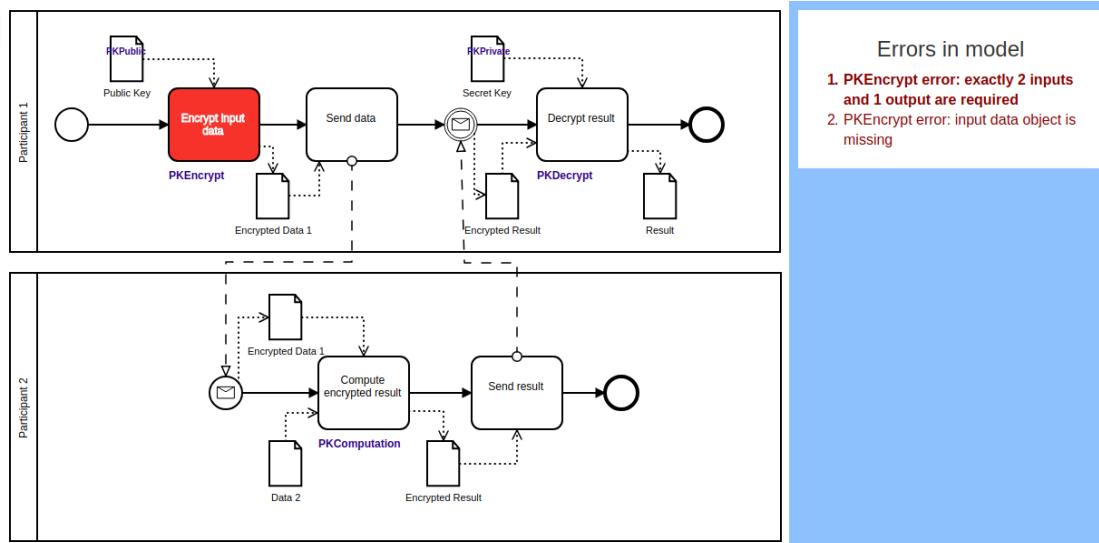 Participant 1
PKPublic
Public Key
Encrypt Input
data
PKEncrypt
Encrypted Data 1
Send data
PKPrivate
Secret Key
Encrypted Result
Decrypt result
PKDecrypt
Result
Participant 2
Encrypted Data 1
Compute
encrypted result
PKComputation
Data 2
Encrypted Result
Send result
Errors in model
1. PKEncrypt error: exactly 2 inputs
and 1 output are required
2. PKEncrypt error: input data object is
missing